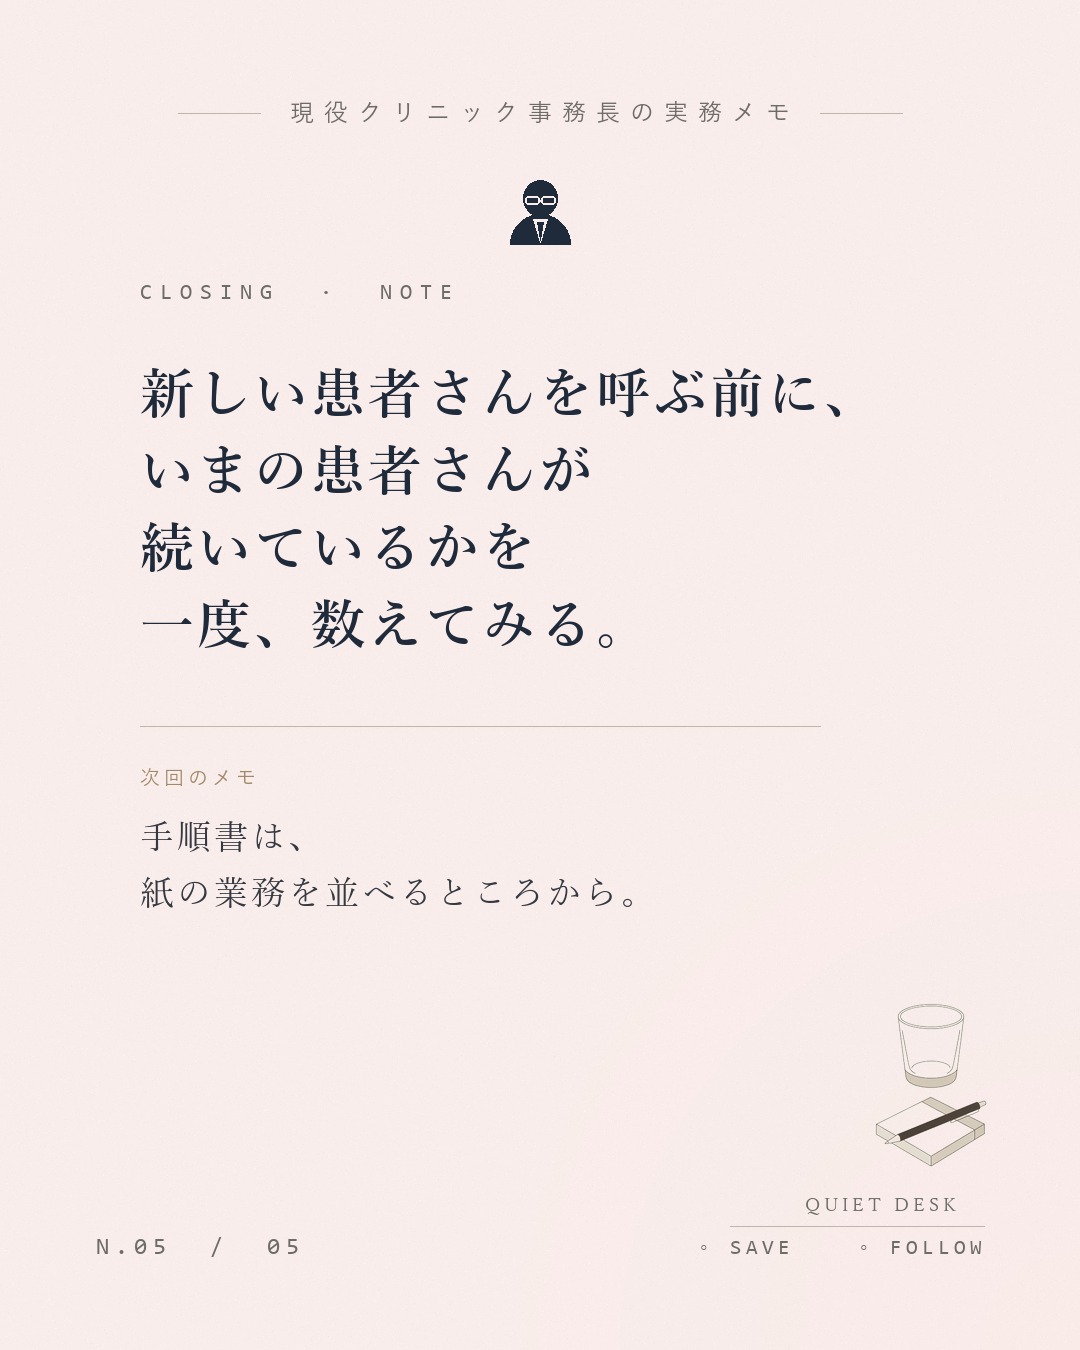 現役クリニック事務長の実務メモ
CLOSING · NOTE
新しい患者さんを呼ぶ前に、
いまの患者さんが
続いているかを
一度、数えてみる。
次回のメモ
手順書は、
紙の業務を並べるところから。
QUIET DESK
N.05 / 05
◦ SAVE ◦ FOLLOW